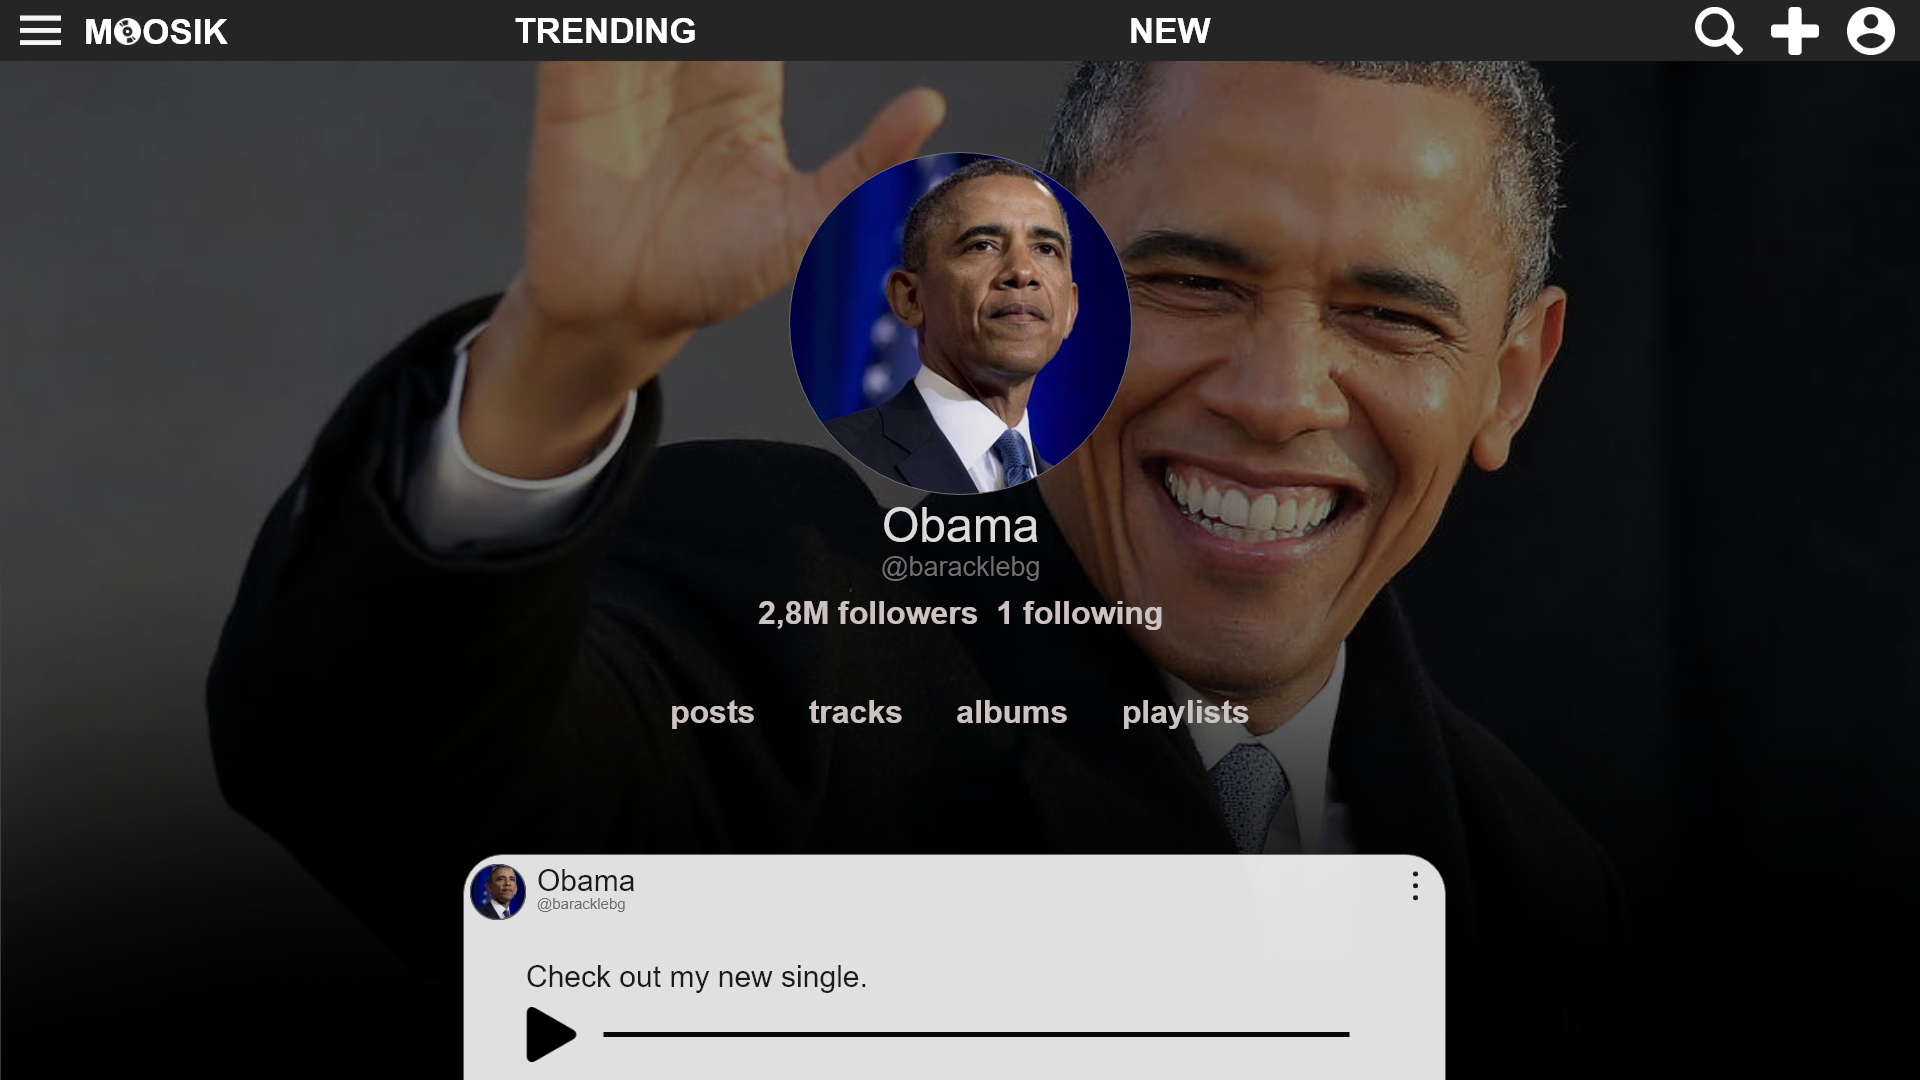 MOOSIK TRENDING NEW
Obama
@baracklebg
2,8M followers 1 following
posts tracks albums playlists
Obama
@baracklebg
Check out my new single.